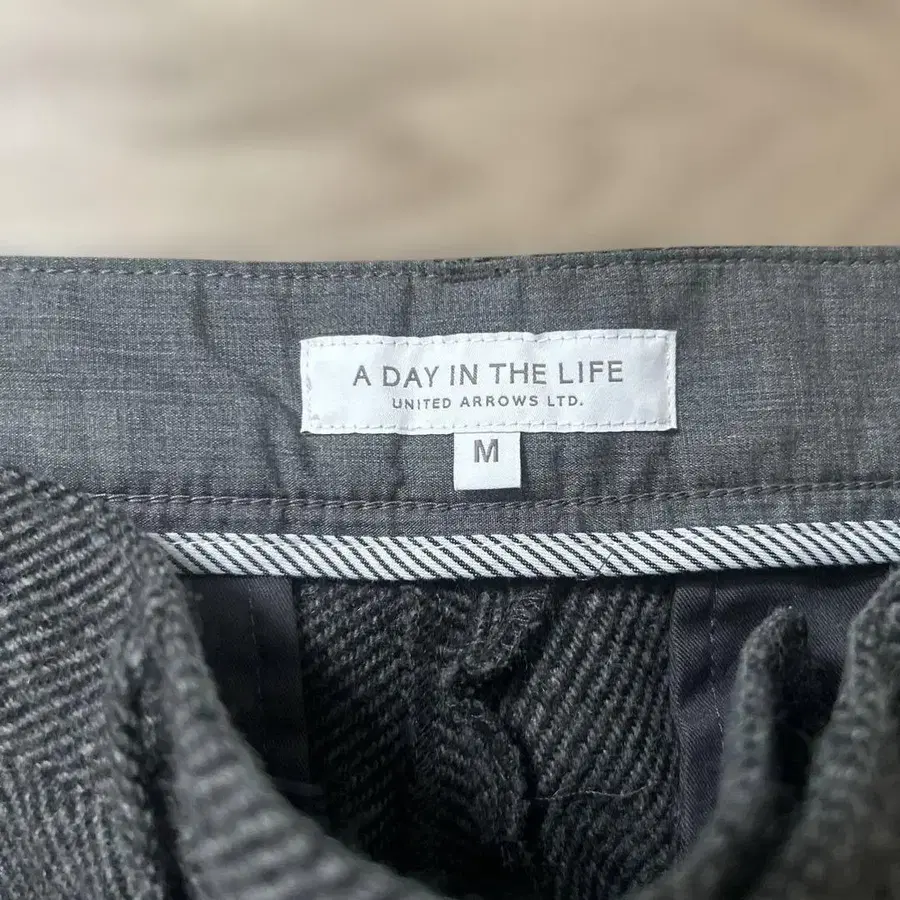 A DAY IN THE LIFE
UNITED ARROWS LTD.
M